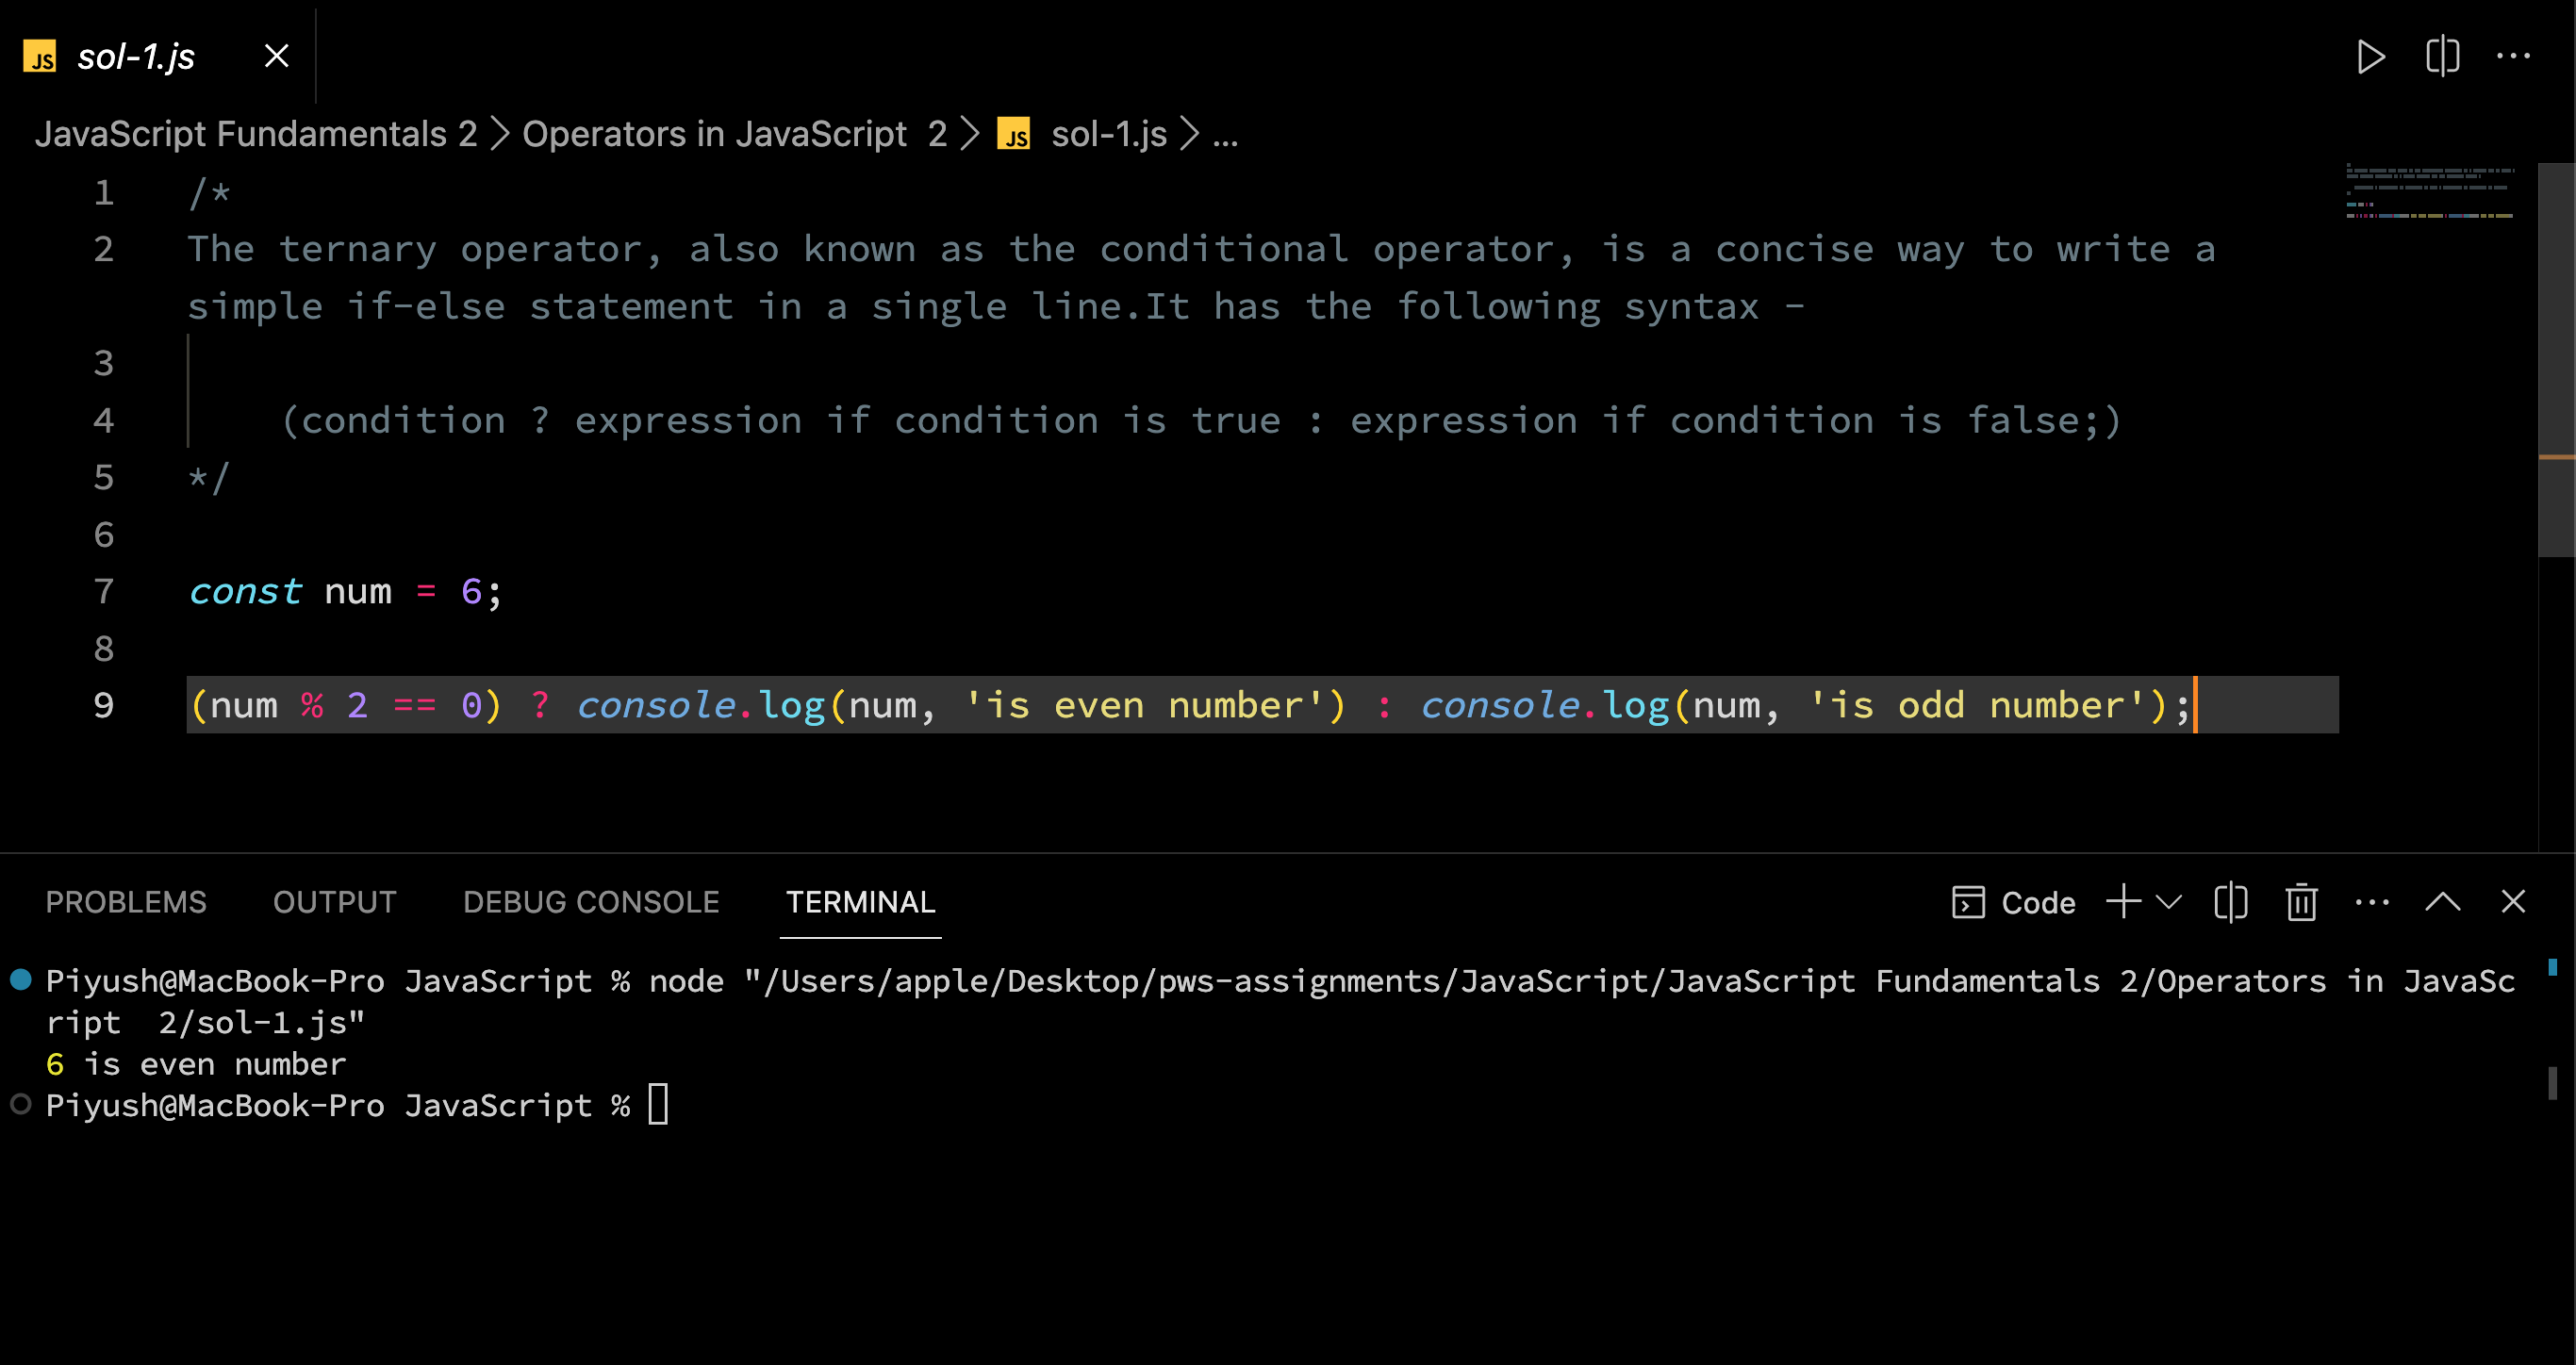 JS sol-1.js
JavaScript Fundamentals 2 > Operators in JavaScript  2 > JS sol-1.js > ...
1 /*
2 The ternary operator, also known as the conditional operator, is a concise way to write a
simple if-else statement in a single line.It has the following syntax -
3
4 (condition ? expression if condition is true : expression if condition is false;)
5 */
6
7 const num = 6;
8
9 (num % 2 == 0) ? console.log(num, 'is even number') : console.log(num, 'is odd number');
PROBLEMS OUTPUT DEBUG CONSOLE TERMINAL Code
Piyush@MacBook-Pro JavaScript % node "/Users/apple/Desktop/pws-assignments/JavaScript/JavaScript Fundamentals 2/Operators in JavaSc
ript  2/sol-1.js"
6 is even number
Piyush@MacBook-Pro JavaScript %